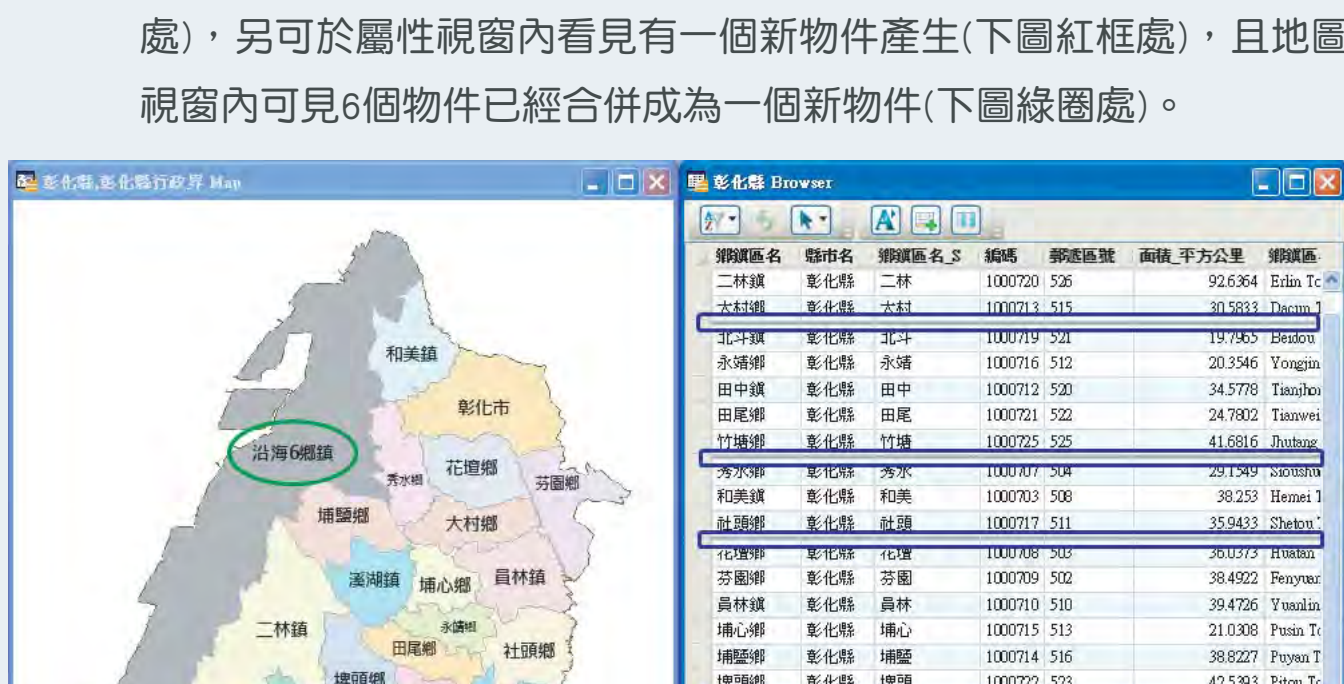 處)，另可於屬性視窗內看見有一個新物件產生(下圖紅框處)，且地圖
視窗內可見6個物件已經合併成為一個新物件(下圖綠圈處)。
彰化縣,彰化縣行政界 Map
和美鎮
彰化市
沿海6鄉鎮
秀水鄉
花壇鄉
芬園鄉
埔鹽鄉
大村鄉
溪湖鎮
埔心鄉
員林鎮
二林鎮
永靖鄉
田尾鄉
社頭鄉
埤頭鄉
彰化縣 Browser
鄉鎮區名 縣市名 鄉鎮區名_S 編碼 郵遞區號 面積_平方公里 鄉鎮區
二林鎮 彰化縣 二林 1000720 526 92.6364 Erlin Tc
大村鄉 彰化縣 大村 1000713 515 30.5833 Dacun T
北斗鎮 彰化縣 北斗 1000719 521 19.7965 Beidou
永靖鄉 彰化縣 永靖 1000716 512 20.3546 Yongjin
田中鎮 彰化縣 田中 1000712 520 34.5778 Tianjhon
田尾鄉 彰化縣 田尾 1000721 522 24.7802 Tianwei
竹塘鄉 彰化縣 竹塘 1000725 525 41.6816 Jhutang
秀水鄉 彰化縣 秀水 1000707 504 29.1549 Sioushu
和美鎮 彰化縣 和美 1000703 508 38.253 Hemei T
社頭鄉 彰化縣 社頭 1000717 511 35.9433 Shetou
花壇鄉 彰化縣 花壇 1000708 503 36.0373 Huatan
芬園鄉 彰化縣 芬園 1000709 502 38.4922 Fenyuan
員林鎮 彰化縣 員林 1000710 510 39.4726 Yuanlin
埔心鄉 彰化縣 埔心 1000715 513 21.0308 Pusin To
埔鹽鄉 彰化縣 埔鹽 1000714 516 38.8227 Puyan T
埤頭鄉 彰化縣 埤頭 1000722 523 42.5393 Pitou To